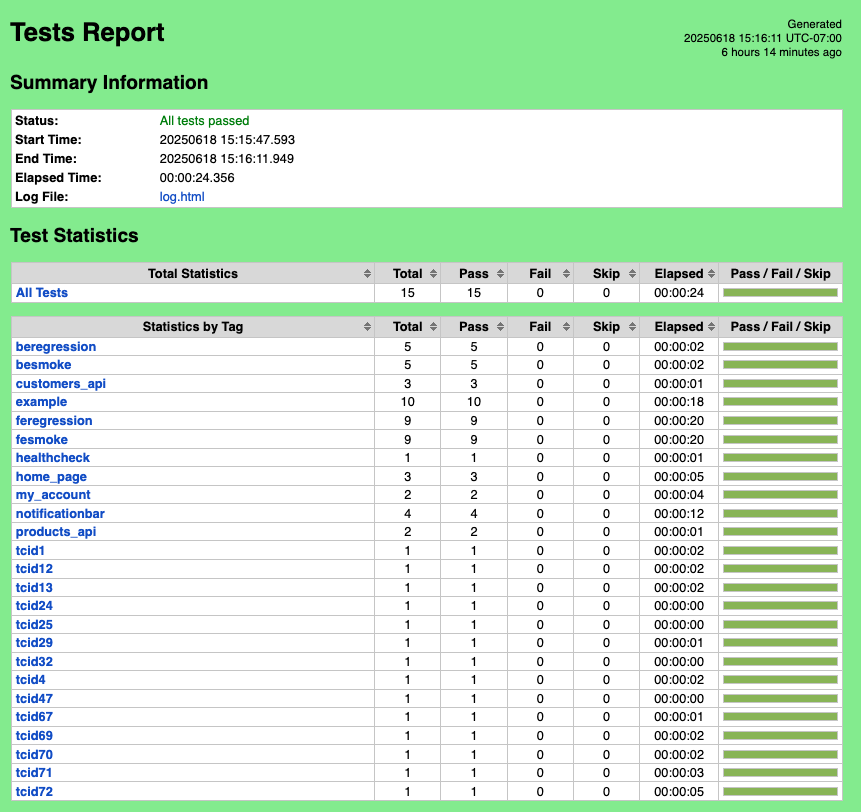 Tests Report
Generated
20250618 15:16:11 UTC-07:00
6 hours 14 minutes ago
Summary Information
Status: All tests passed
Start Time: 20250618 15:15:47.593
End Time: 20250618 15:16:11.949
Elapsed Time: 00:00:24.356
Log File: log.html
Test Statistics
Total Statistics Total Pass Fail Skip Elapsed Pass / Fail / Skip
All Tests 15 15 0 0 00:00:24
Statistics by Tag Total Pass Fail Skip Elapsed Pass / Fail / Skip
beregression 5 5 0 0 00:00:02
besmoke 5 5 0 0 00:00:02
customers_api 3 3 0 0 00:00:01
example 10 10 0 0 00:00:18
feregression 9 9 0 0 00:00:20
fesmoke 9 9 0 0 00:00:20
healthcheck 1 1 0 0 00:00:01
home_page 3 3 0 0 00:00:05
my_account 2 2 0 0 00:00:04
notificationbar 4 4 0 0 00:00:12
products_api 2 2 0 0 00:00:01
tcid1 1 1 0 0 00:00:02
tcid12 1 1 0 0 00:00:02
tcid13 1 1 0 0 00:00:02
tcid24 1 1 0 0 00:00:00
tcid25 1 1 0 0 00:00:00
tcid29 1 1 0 0 00:00:01
tcid32 1 1 0 0 00:00:00
tcid4 1 1 0 0 00:00:02
tcid47 1 1 0 0 00:00:00
tcid67 1 1 0 0 00:00:01
tcid69 1 1 0 0 00:00:02
tcid70 1 1 0 0 00:00:02
tcid71 1 1 0 0 00:00:03
tcid72 1 1 0 0 00:00:05